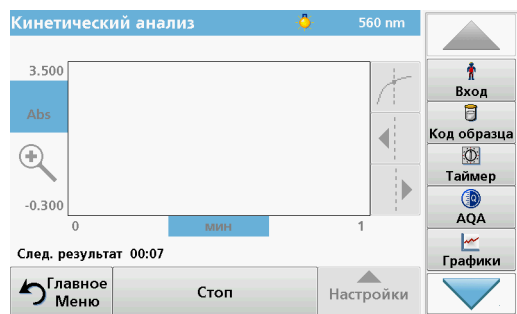 Кинетический анализ 560 nm
3.500
Abs
-0.300
0 мин 1
След. результат 00:07
Главное
Меню
Стоп
Настройки
Вход
Код образца
Таймер
AQA
Графики